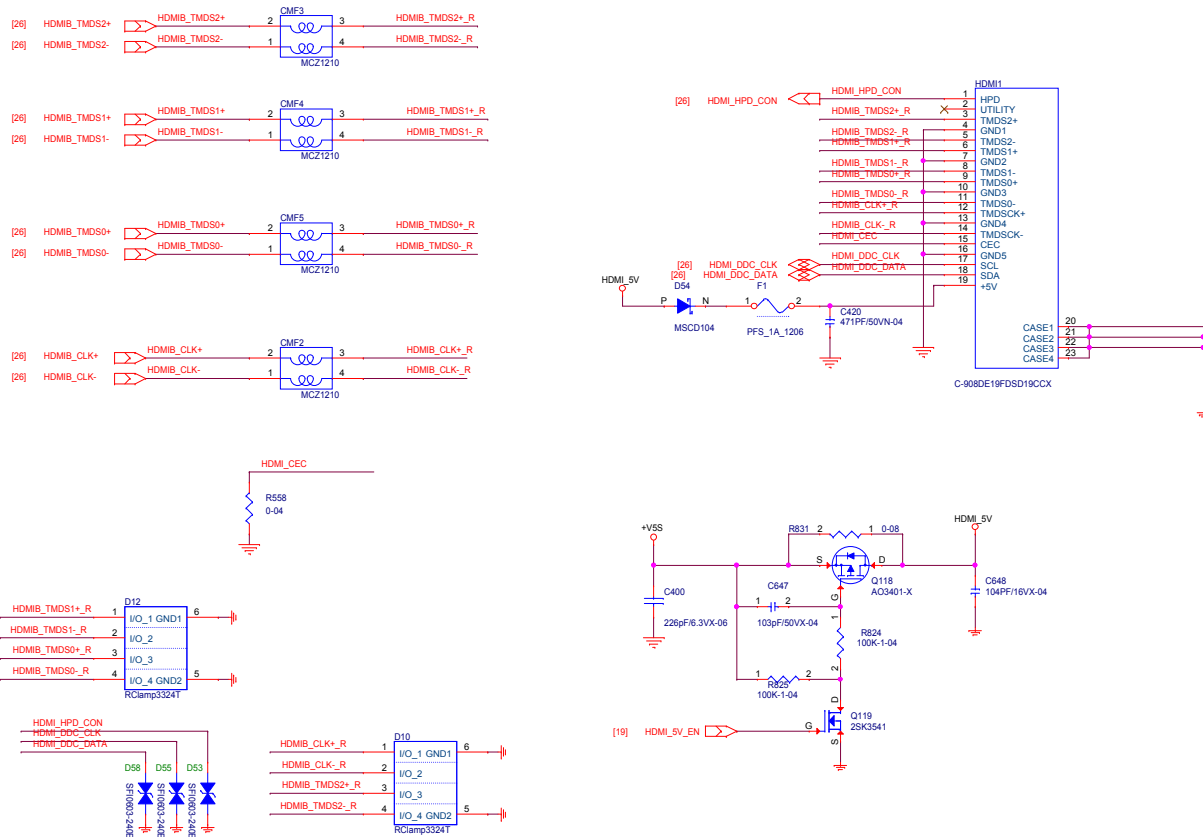 CMF3
[26] HDMIB_TMDS2+ HDMIB_TMDS2+ 2 3 HDMIB_TMDS2+_R
[26] HDMIB_TMDS2- HDMIB_TMDS2- 1 4 HDMIB_TMDS2-_R
MCZ1210
CMF4
[26] HDMIB_TMDS1+ HDMIB_TMDS1+ 2 3 HDMIB_TMDS1+_R
[26] HDMIB_TMDS1- HDMIB_TMDS1- 1 4 HDMIB_TMDS1-_R
MCZ1210
CMF5
[26] HDMIB_TMDS0+ HDMIB_TMDS0+ 2 3 HDMIB_TMDS0+_R
[26] HDMIB_TMDS0- HDMIB_TMDS0- 1 4 HDMIB_TMDS0-_R
MCZ1210
CMF2
[26] HDMIB_CLK+ HDMIB_CLK+ 2 3 HDMIB_CLK+_R
[26] HDMIB_CLK- HDMIB_CLK- 1 4 HDMIB_CLK-_R
MCZ1210
HDMI1
[26] HDMI_HPD_CON HDMI_HPD_CON 1 HPD
2 UTILITY
HDMIB_TMDS2+_R 3 TMDS2+
4 GND1
HDMIB_TMDS2-_R 5 TMDS2-
HDMIB_TMDS1+_R 6 TMDS1+
7 GND2
HDMIB_TMDS1-_R 8 TMDS1-
HDMIB_TMDS0+_R 9 TMDS0+
10 GND3
HDMIB_TMDS0-_R 11 TMDS0-
HDMIB_CLK+_R 12 TMDSCK+
13 GND4
HDMIB_CLK-_R 14 TMDSCK-
HDMI_CEC 15 CEC
16 GND5
[26] HDMI_DDC_CLK HDMI_DDC_CLK 17 SCL
[26] HDMI_DDC_DATA HDMI_DDC_DATA 18 SDA
19 +5V
HDMI_5V
D54 F1
P N 1 2
MSCD104 PFS_1A_1206
C420
471PF/50VN-04
CASE1 20
CASE2 21
CASE3 22
CASE4 23
C-908DE19FDSD19CCX
HDMI_CEC
R558
0-04
+V5S
R831 2 1 0-08
HDMI_5V
S D
G
Q118
AO3401-X
C400
226pF/6.3VX-06
C647
1 2
103pF/50VX-04
C648
104PF/16VX-04
1
R824
100K-1-04
2
1 2
R825
100K-1-04
D
[19] HDMI_5V_EN G
S
Q119
2SK3541
D12
HDMIB_TMDS1+_R 1 I/O_1 GND1 6
HDMIB_TMDS1-_R 2 I/O_2
HDMIB_TMDS0+_R 3 I/O_3
HDMIB_TMDS0-_R 4 I/O_4 GND2 5
RClamp3324T
HDMI_HPD_CON
HDMI_DDC_CLK
HDMI_DDC_DATA
D58 D55 D53
SFI0603-240E
SFI0603-240E
SFI0603-240E
D10
HDMIB_CLK+_R 1 I/O_1 GND1 6
HDMIB_CLK-_R 2 I/O_2
HDMIB_TMDS2+_R 3 I/O_3
HDMIB_TMDS2-_R 4 I/O_4 GND2 5
RClamp3324T